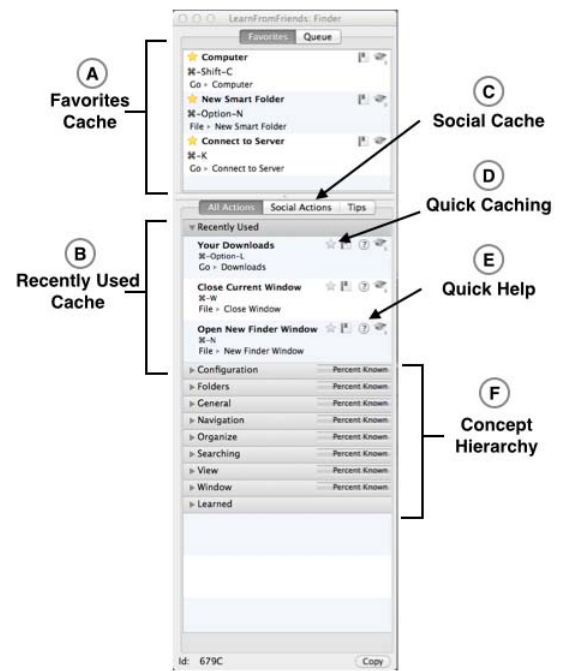 LearnFromFriends: Finder
Favorites Queue
Computer
⌘-Shift-C
Go ▸ Computer
New Smart Folder
⌘-Option-N
File ▸ New Smart Folder
Connect to Server
⌘-K
Go ▸ Connect to Server
A
Favorites
Cache
C
Social Cache
D
Quick Caching
All Actions Social Actions Tips
Recently Used
Your Downloads
⌘-Option-L
Go ▸ Downloads
Close Current Window
⌘-W
File ▸ Close Window
Open New Finder Window
⌘-N
File ▸ New Finder Window
B
Recently Used
Cache
E
Quick Help
Configuration Percent Known
Folders Percent Known
General Percent Known
Navigation Percent Known
Organize Percent Known
Searching Percent Known
View Percent Known
Window Percent Known
Learned
F
Concept
Hierarchy
Id: 679C Copy